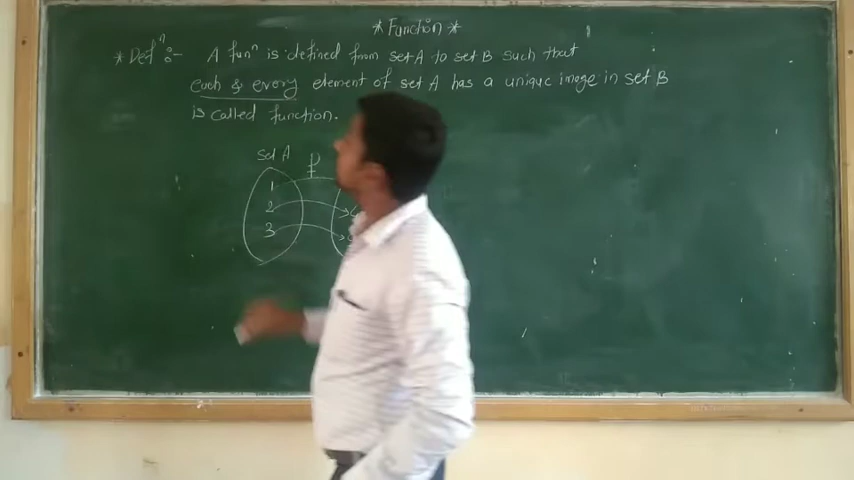 * Function *
* Defⁿ :- A funⁿ is defined from set A to set B such that
each & every element of set A has a unique image in set B
is called function.
set A
1
2
3